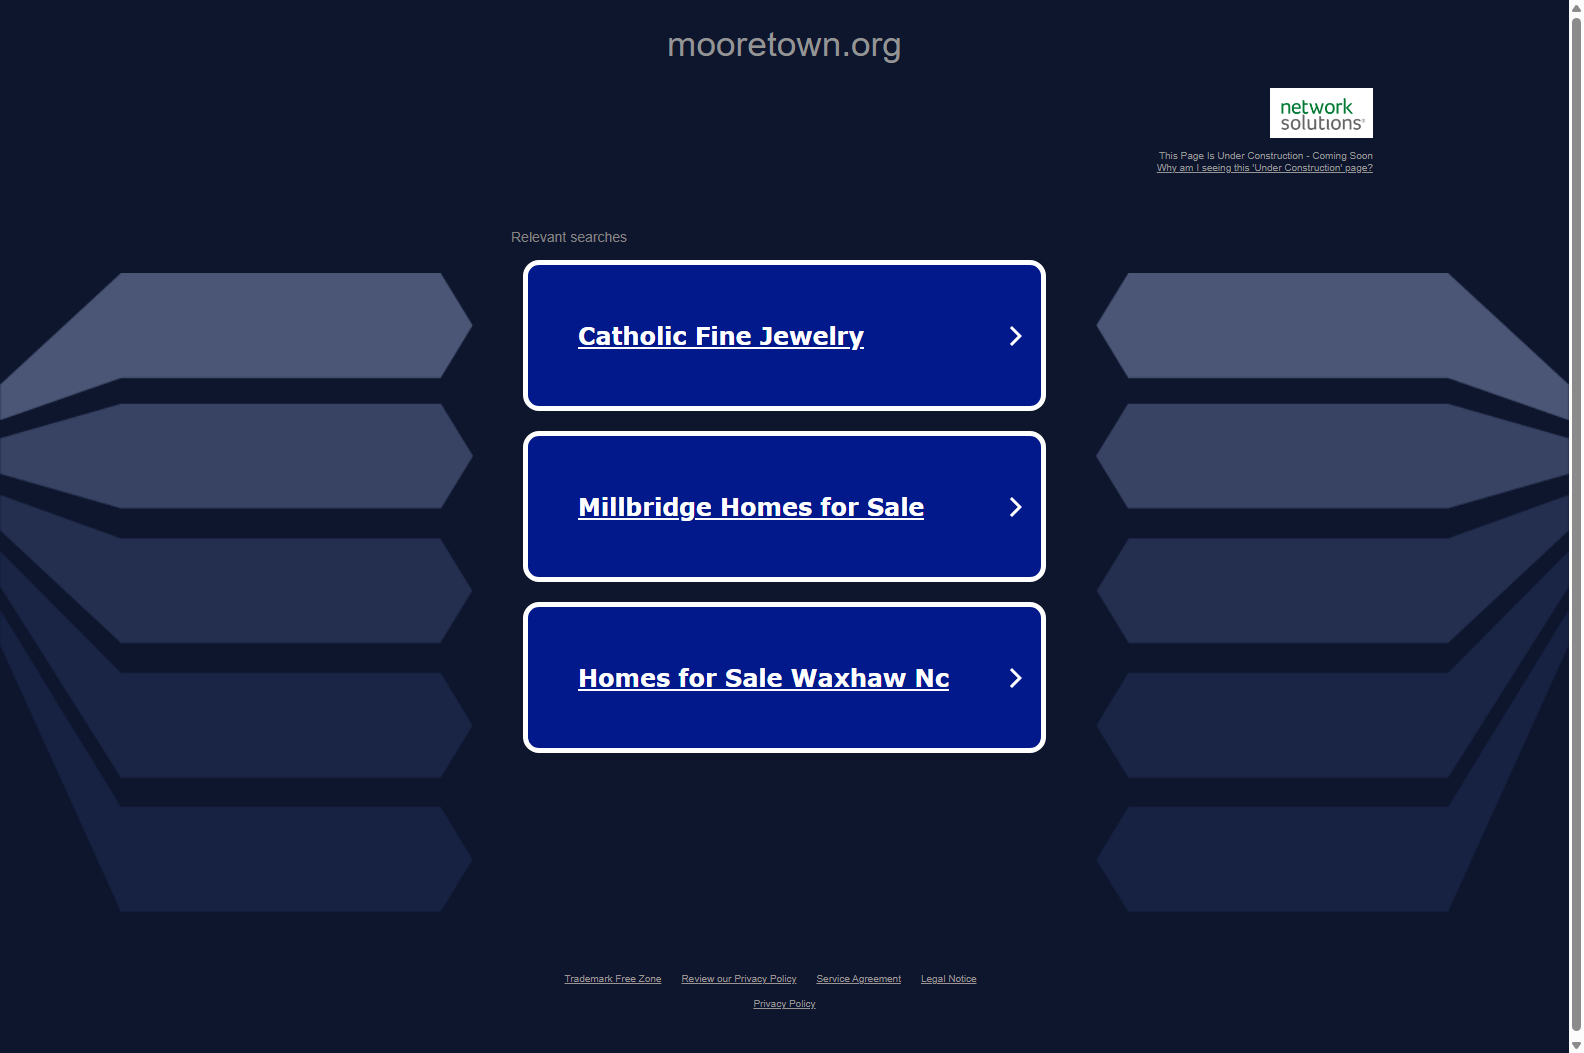 mooretown.org
network
solutions
This Page Is Under Construction - Coming Soon
Why am I seeing this 'Under Construction' page?
Relevant searches
Catholic Fine Jewelry
Millbridge Homes for Sale
Homes for Sale Waxhaw Nc
Trademark Free Zone Review our Privacy Policy Service Agreement Legal Notice
Privacy Policy